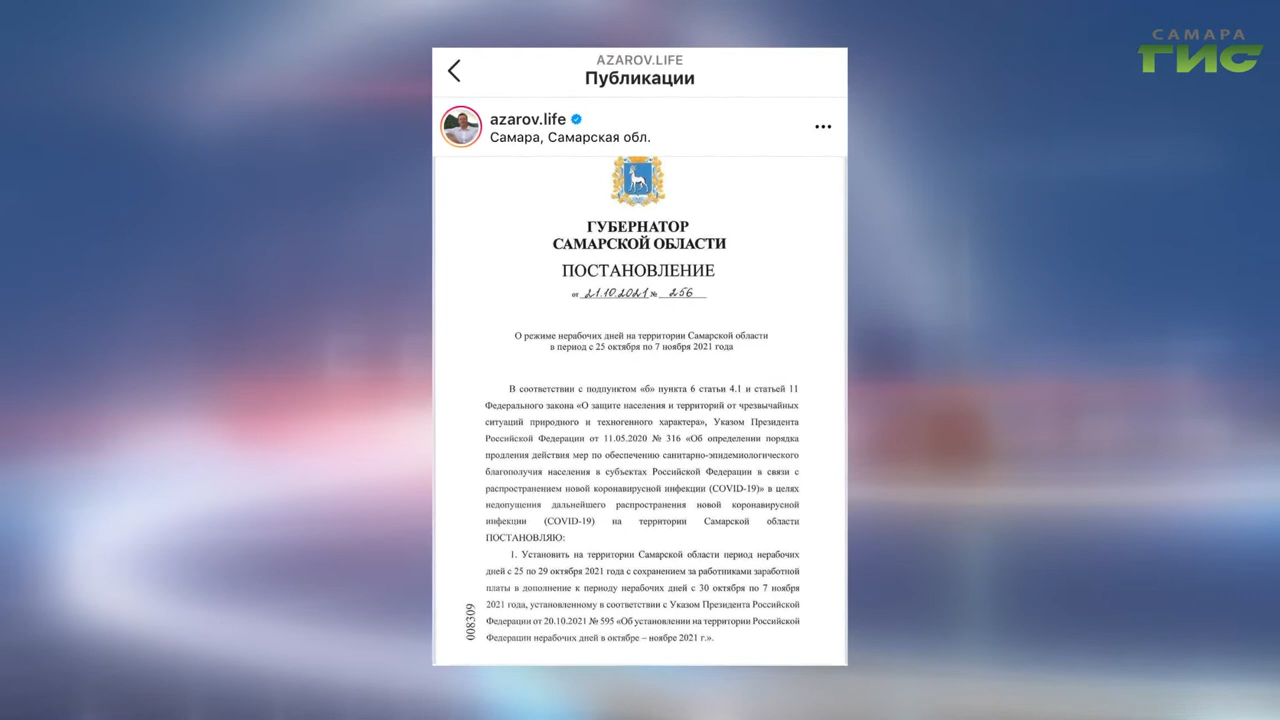 САМАРА
ГИС
AZAROV.LIFE
Публикации
azarov.life
Самара, Самарская обл.
ГУБЕРНАТОР
САМАРСКОЙ ОБЛАСТИ
ПОСТАНОВЛЕНИЕ
от 21.10.2021 № 256
О режиме нерабочих дней на территории Самарской области
в период с 25 октября по 7 ноября 2021 года
В соответствии с подпунктом «б» пункта 6 статьи 4.1 и статьей 11
Федерального закона «О защите населения и территорий от чрезвычайных
ситуаций природного и техногенного характера», Указом Президента
Российской Федерации от 11.05.2020 № 316 «Об определении порядка
продления действия мер по обеспечению санитарно-эпидемиологического
благополучия населения в субъектах Российской Федерации в связи с
распространением новой коронавирусной инфекции (COVID-19)» в целях
недопущения дальнейшего распространения новой коронавирусной
инфекции (COVID-19) на территории Самарской области
ПОСТАНОВЛЯЮ:
1. Установить на территории Самарской области период нерабочих
дней с 25 по 29 октября 2021 года с сохранением за работниками заработной
платы в дополнение к периоду нерабочих дней с 30 октября по 7 ноября
2021 года, установленному в соответствии с Указом Президента Российской
Федерации от 20.10.2021 № 595 «Об установлении на территории Российской
Федерации нерабочих дней в октябре – ноябре 2021 г.».
008309